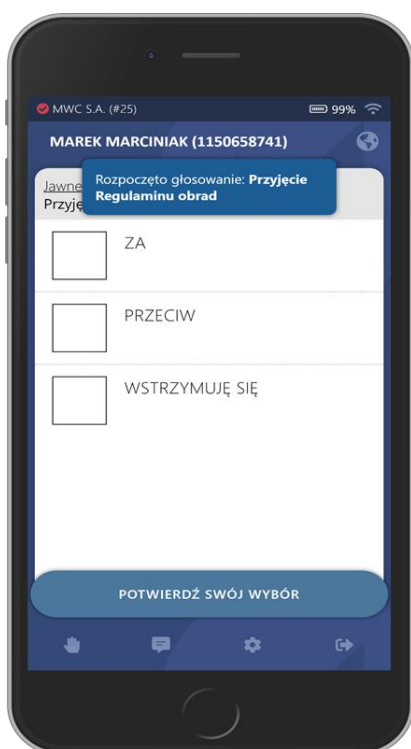 MWC S.A. (#25) 99%
MAREK MARCINIAK (1150658741)
Rozpoczęto głosowanie: Przyjęcie
Regulaminu obrad
Jawne
Przyję
ZA
PRZECIW
WSTRZYMUJĘ SIĘ
POTWIERDŹ SWÓJ WYBÓR